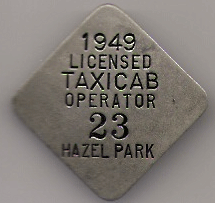 1949
LICENSED
TAXICAB
OPERATOR
23
HAZEL PARK